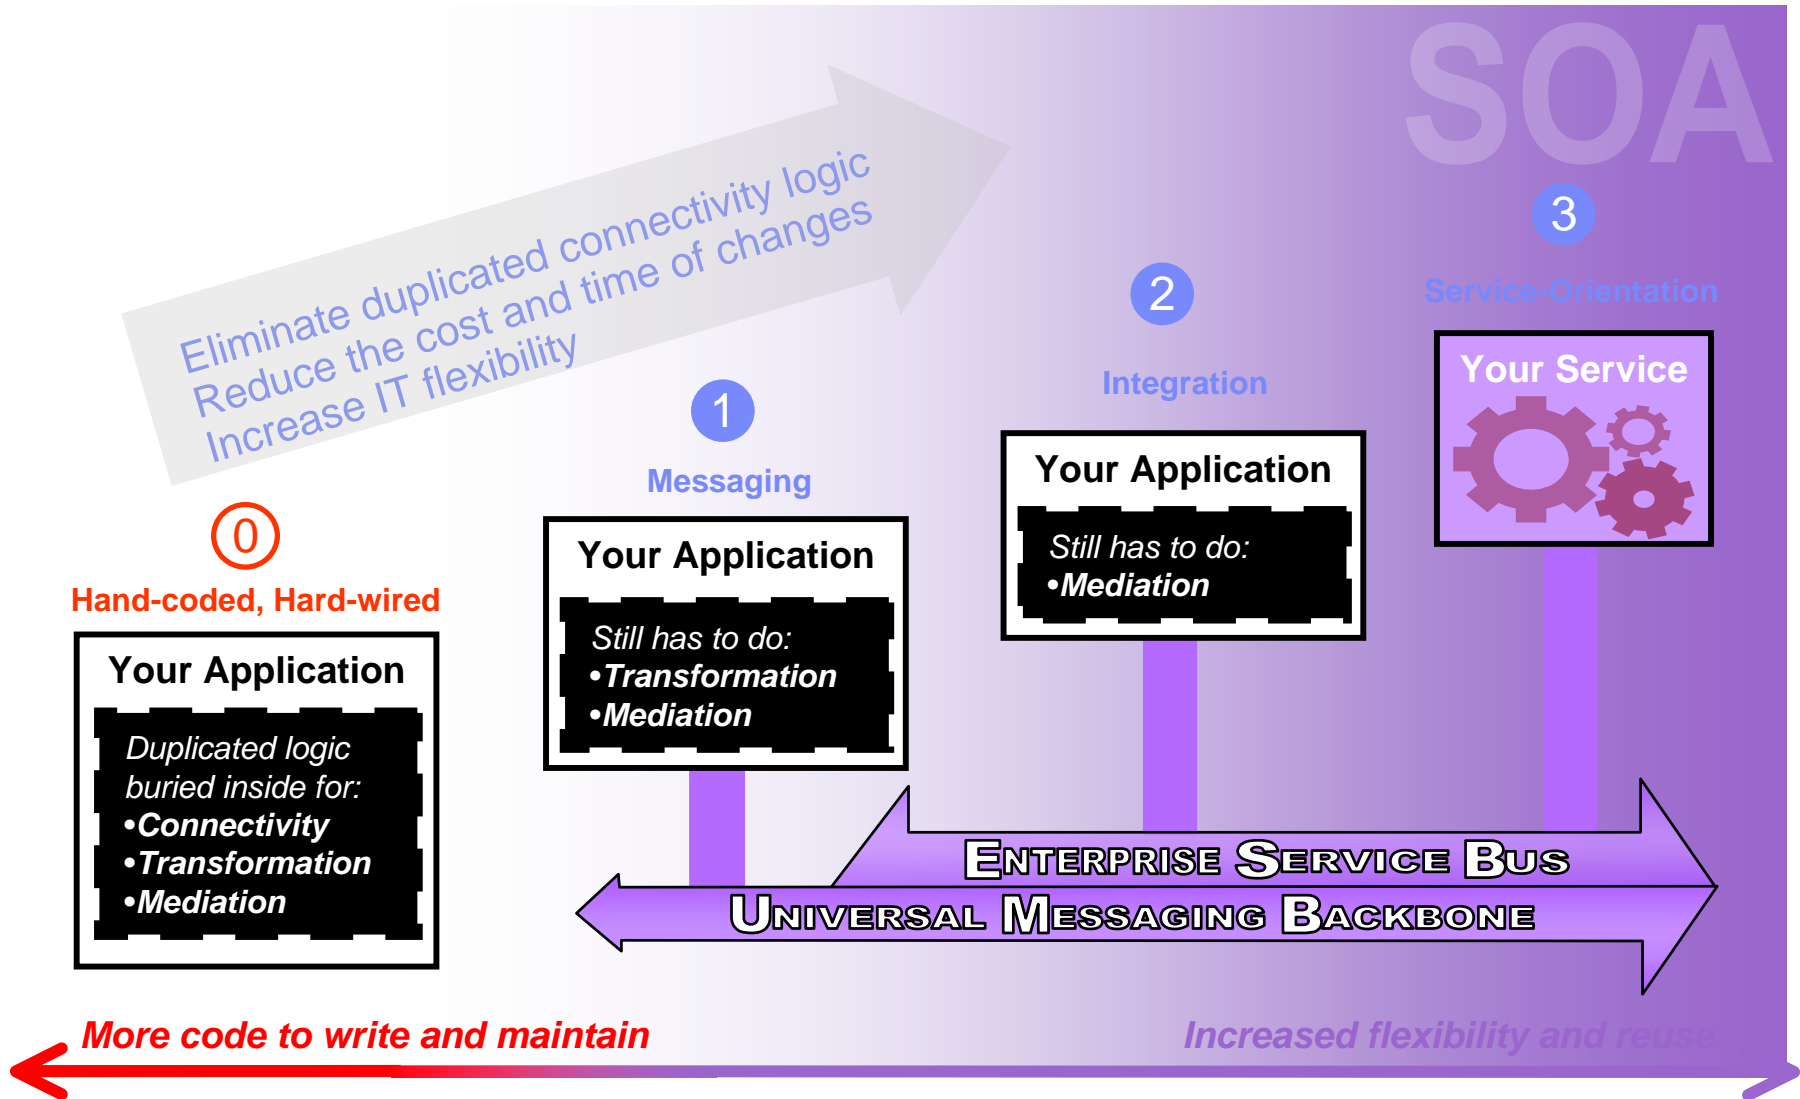 SOA
Eliminate duplicated connectivity logic
Reduce the cost and time of changes
Increase IT flexibility
0
Hand-coded, Hard-wired
Your Application
Duplicated logic
buried inside for:
•Connectivity
•Transformation
•Mediation
1
Messaging
Your Application
Still has to do:
•Transformation
•Mediation
2
Integration
Your Application
Still has to do:
•Mediation
3
Service-Orientation
Your Service
ENTERPRISE SERVICE BUS
UNIVERSAL MESSAGING BACKBONE
More code to write and maintain
Increased flexibility and reuse